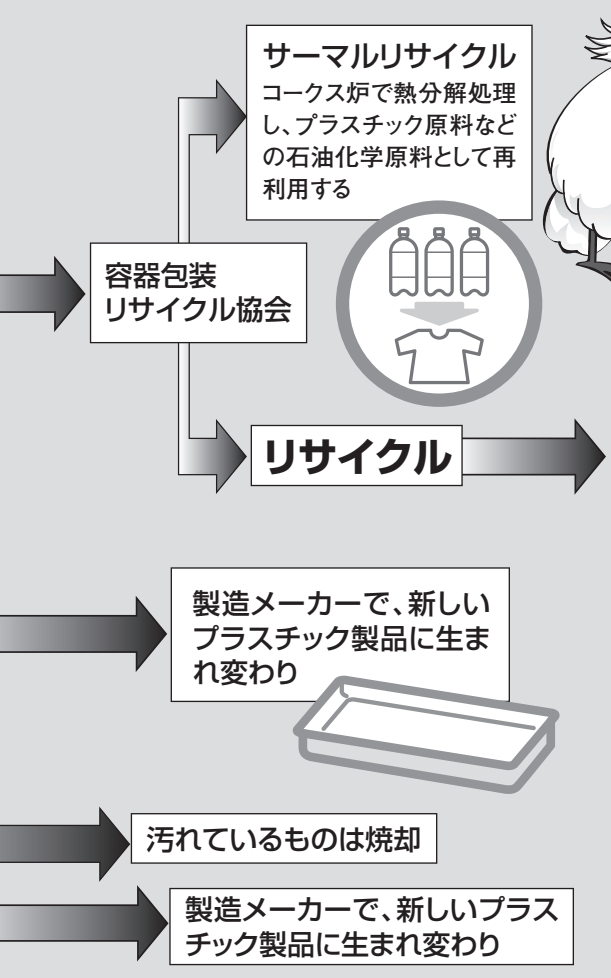 サーマルリサイクル
コークス炉で熱分解処理
し、プラスチック原料など
の石油化学原料として再
利用する
容器包装
リサイクル協会
リサイクル
製造メーカーで、新しい
プラスチック製品に生ま
れ変わり
汚れているものは焼却
製造メーカーで、新しいプラス
チック製品に生まれ変わり